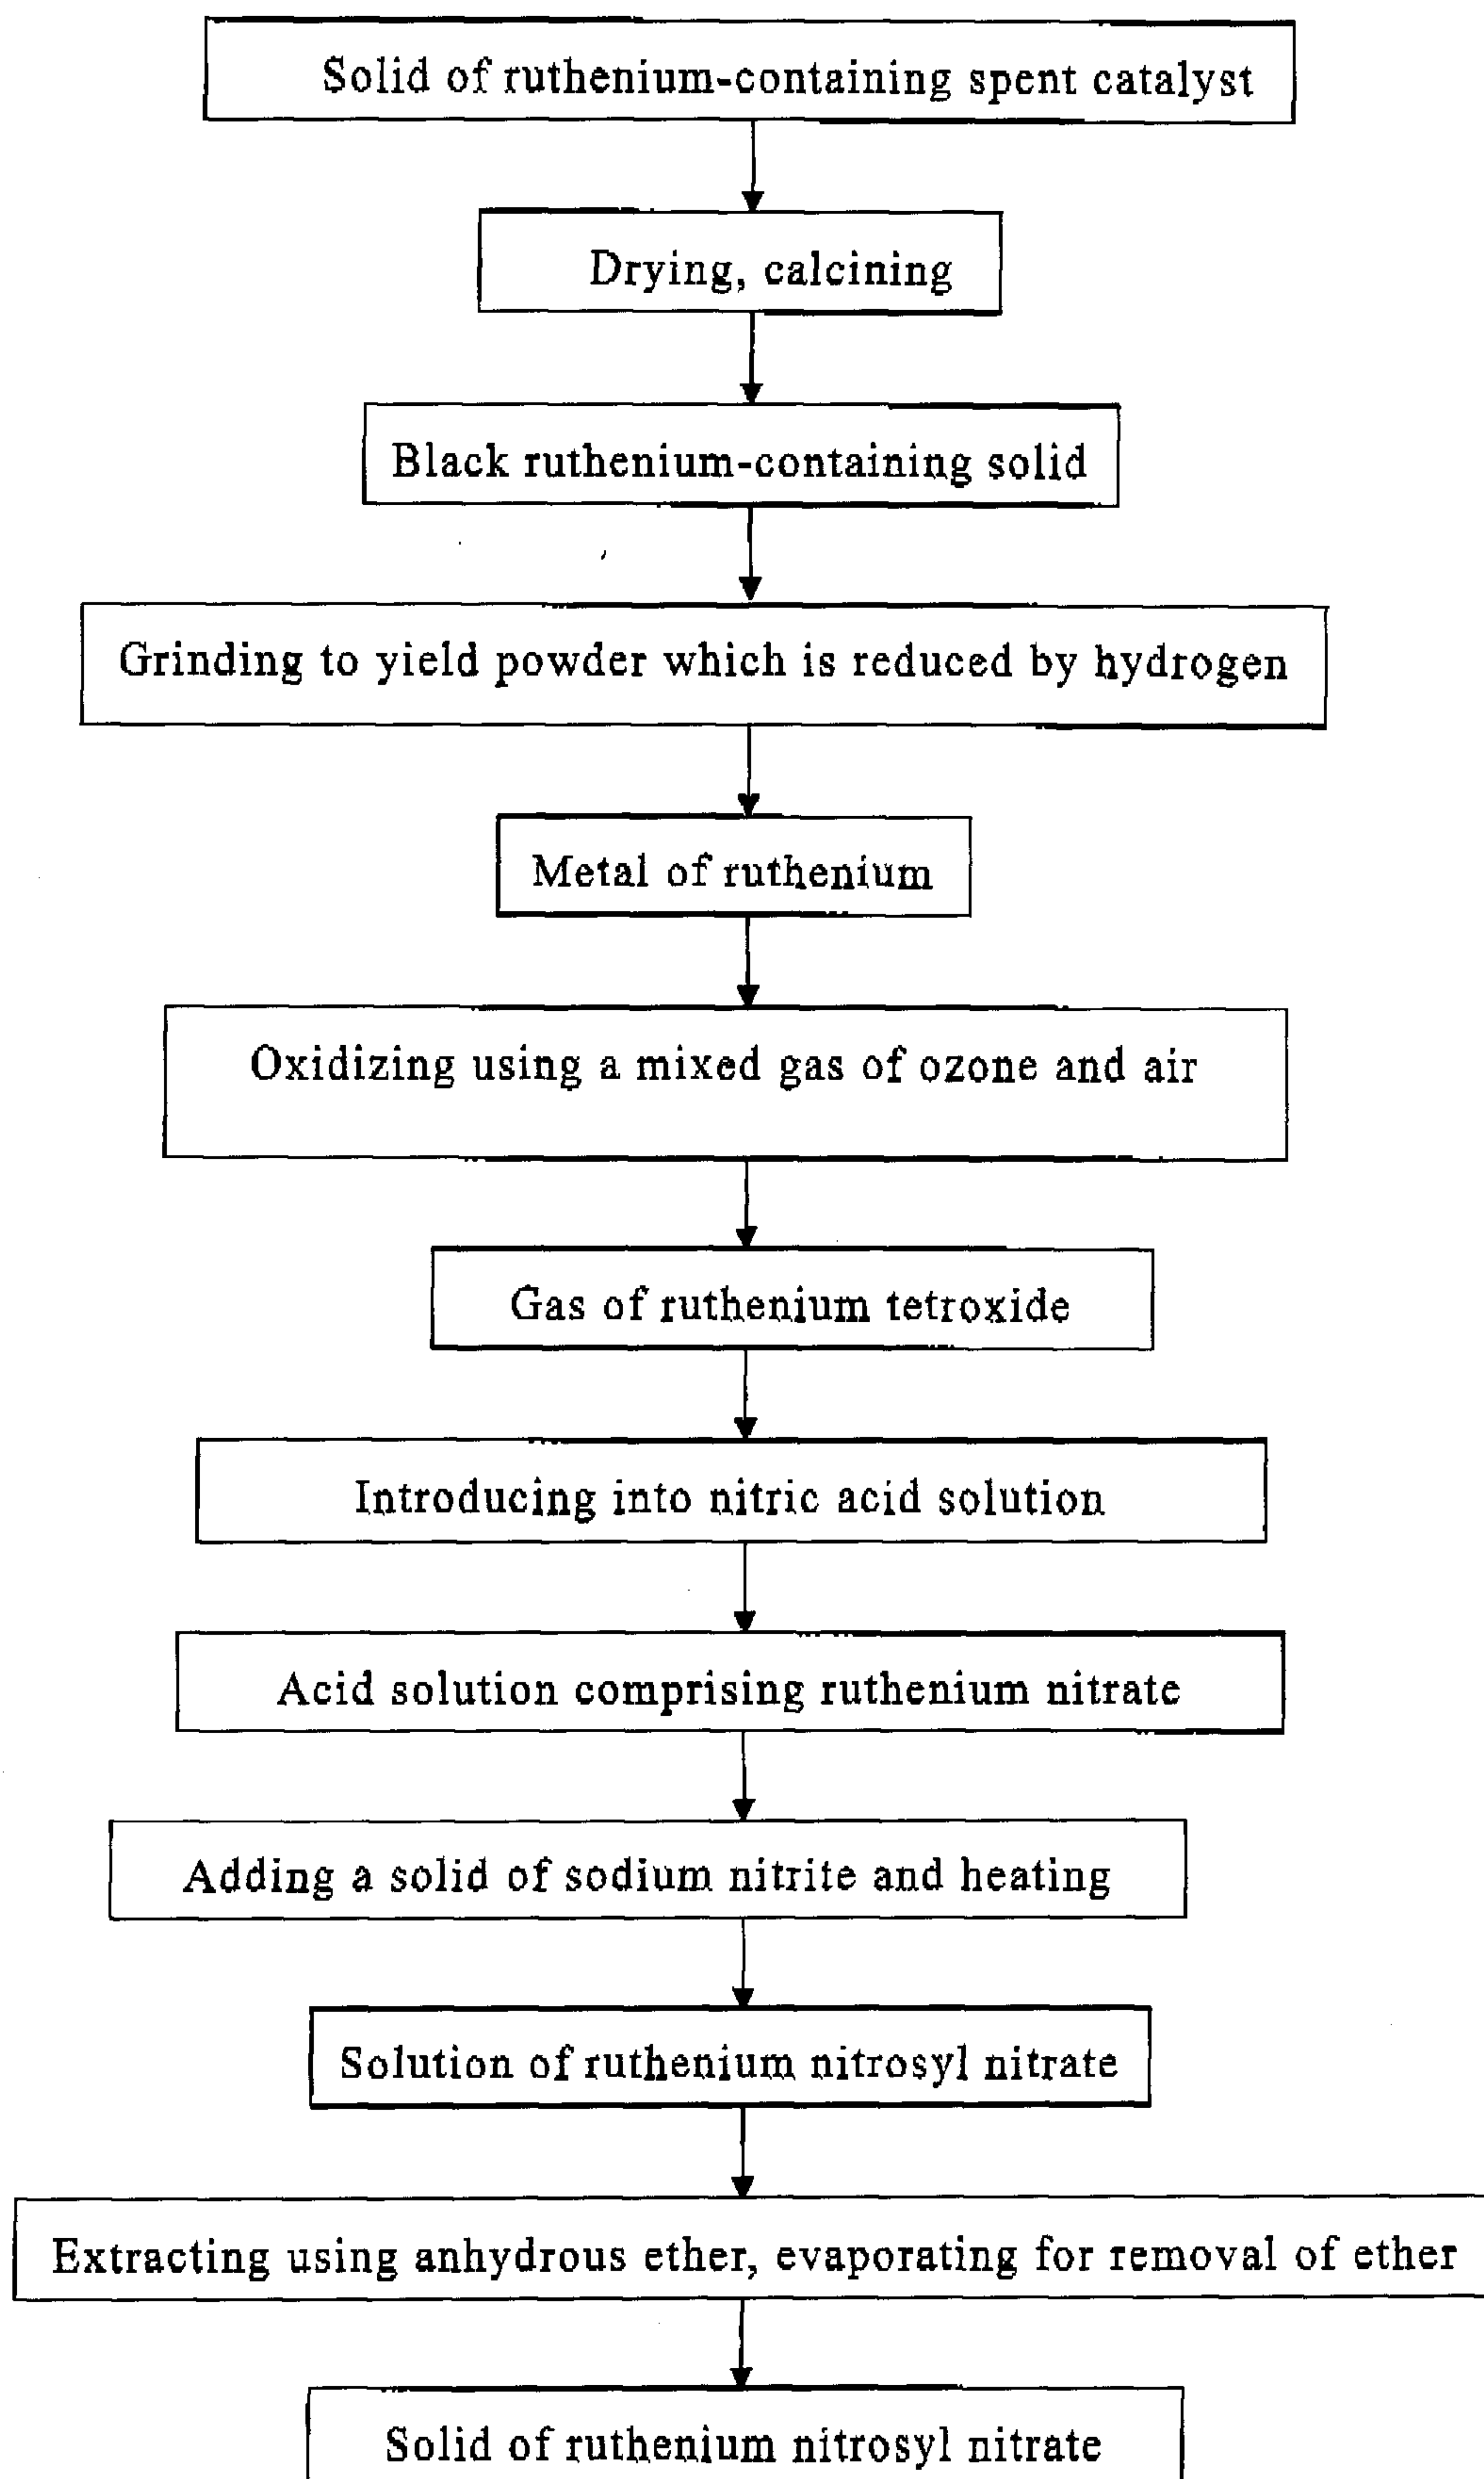 Solid of ruthenium-containing spent catalyst
Drying, calcining
Black ruthenium-containing solid
Grinding to yield powder which is reduced by hydrogen
Metal of ruthenium
Oxidizing using a mixed gas of ozone and air
Gas of ruthenium tetroxide
Introducing into nitric acid solution
Acid solution comprising ruthenium nitrate
Adding a solid of sodium nitrite and heating
Solution of ruthenium nitrosyl nitrate
Extracting using anhydrous ether, evaporating for removal of ether
Solid of ruthenium nitrosyl nitrate